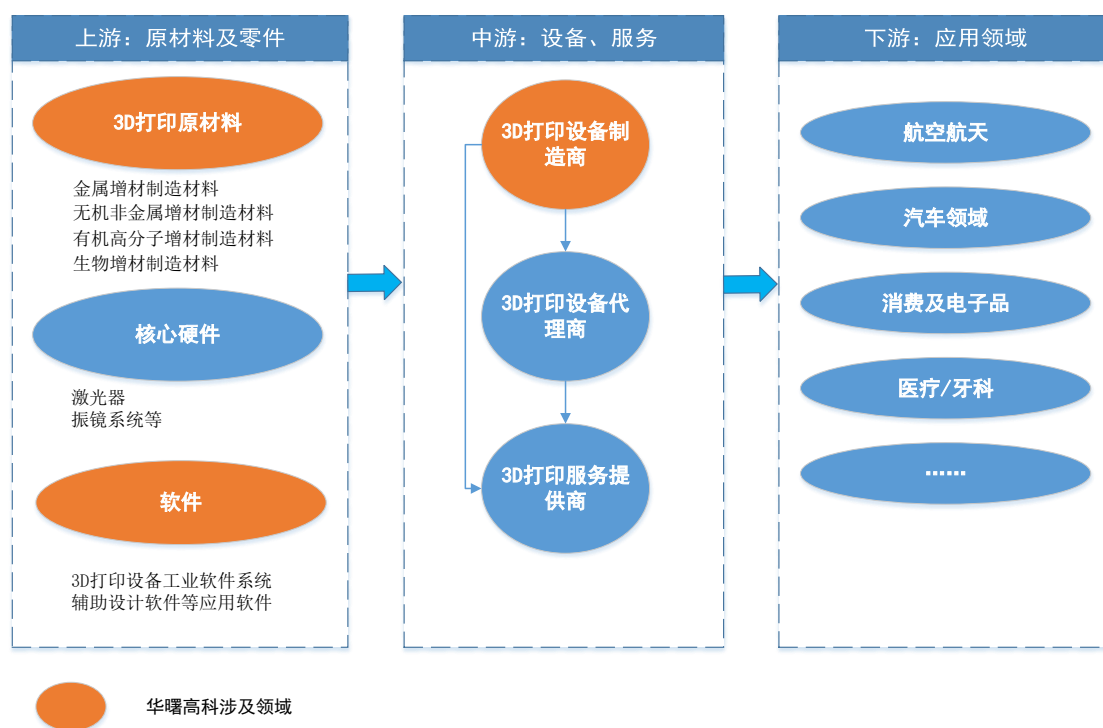 上游：原材料及零件
3D打印原材料
金属增材制造材料
无机非金属增材制造材料
有机高分子增材制造材料
生物增材制造材料
核心硬件
激光器
振镜系统等
软件
3D打印设备工业软件系统
辅助设计软件等应用软件
中游：设备、服务
3D打印设备制
造商
3D打印设备代
理商
3D打印服务提
供商
下游：应用领域
航空航天
汽车领域
消费及电子品
医疗/牙科
……
华曙高科涉及领域